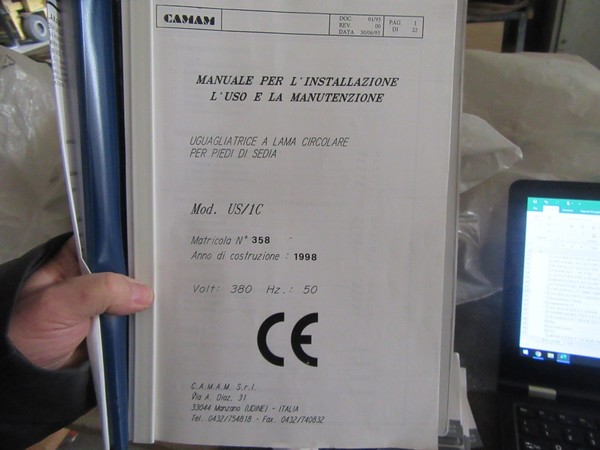 CAMAM
DOC. 01/95
REV. 00
DATA 30/06/95
PAG. 1
DI 22
MANUALE PER L'INSTALLAZIONE
L'USO E LA MANUTENZIONE
UGUAGLIATRICE A LAMA CIRCOLARE
PER PIEDI DI SEDIA
Mod. US/1C
Matricola N° 358
Anno di costruzione : 1998
Volt: 380 Hz.: 50
CE
C.A.M.A.M. S.r.l.
Via A. Diaz, 31
33044 Manzano (UDINE) - ITALIA
Tel. 0432/754818 - Fax. 0432/740832